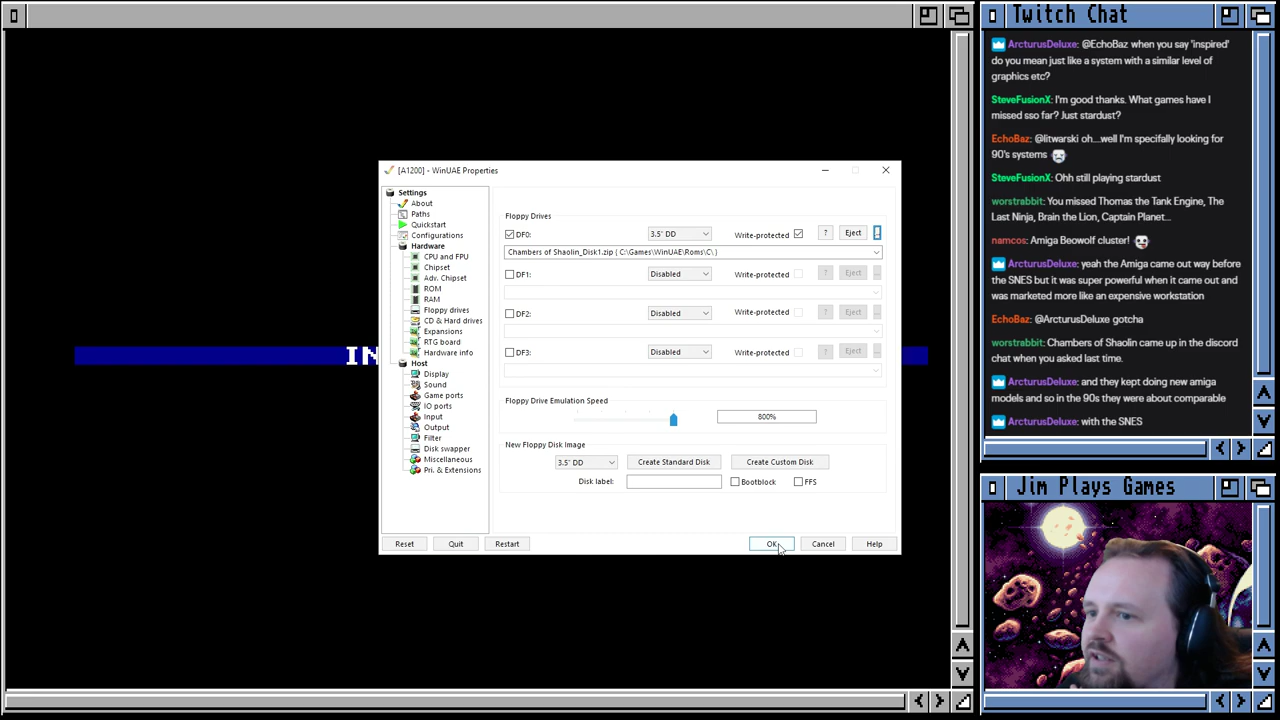 [A1200] - WinUAE Properties
Settings
About
Paths
Quickstart
Configurations
Hardware
CPU and FPU
Chipset
Adv. Chipset
ROM
RAM
Floppy drives
CD & Hard drives
Expansions
RTG board
Hardware info
Host
Display
Sound
Game ports
IO ports
Input
Output
Filter
Disk swapper
Miscellaneous
Pri. & Extensions
Floppy Drives
DF0: 3.5" DD Write-protected ? Eject ...
Chambers of Shaolin_Disk1.zip { C:\Games\WinUAE\Roms\C\ }
DF1: Disabled Write-protected ? Eject ...
DF2: Disabled Write-protected ? Eject ...
DF3: Disabled Write-protected ? Eject ...
Floppy Drive Emulation Speed
800%
New Floppy Disk Image
3.5" DD Create Standard Disk Create Custom Disk
Disk label: Bootblock FFS
Reset Quit Restart OK Cancel Help
IN
Twitch Chat
ArcturusDeluxe: @EchoBaz when you say 'inspired'
do you mean just like a system with a similar level of
graphics etc?
SteveFusionX: I'm good thanks. What games have I
missed sso far? Just stardust?
EchoBaz: @litwarski oh...well I'm specifally looking for
90's systems
SteveFusionX: Ohh still playing stardust
worstrabbit: You missed Thomas the Tank Engine, The
Last Ninja, Brain the Lion, Captain Planet...
namcos: Amiga Beowolf cluster!
ArcturusDeluxe: yeah the Amiga came out way before
the SNES but it was super powerful when it came out and
was marketed more like an expensive workstation
EchoBaz: @ArcturusDeluxe gotcha
worstrabbit: Chambers of Shaolin came up in the discord
chat when you asked last time.
ArcturusDeluxe: and they kept doing new amiga
models and so in the 90s they were about comparable
ArcturusDeluxe: with the SNES
Jim Plays Games